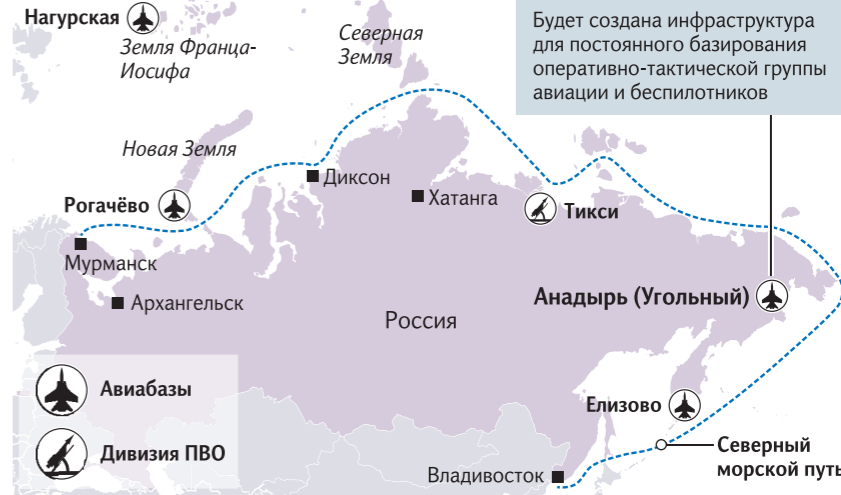 Нагурская
Земля Франца-
Иосифа
Северная
Земля
Будет создана инфраструктура
для постоянного базирования
оперативно-тактической группы
авиации и беспилотников
Новая Земля
Диксон
Хатанга
Рогачёво
Тикси
Мурманск
Архангельск
Анадырь (Угольный)
Россия
Авиабазы
Елизово
Дивизия ПВО
Северный
морской путь
Владивосток